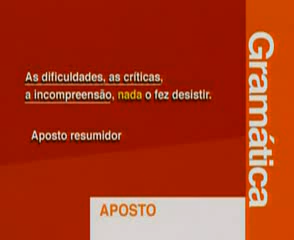 As dificuldades, as críticas,
a incompreensão, nada o fez desistir.
Aposto resumidor
APOSTO
Gramática